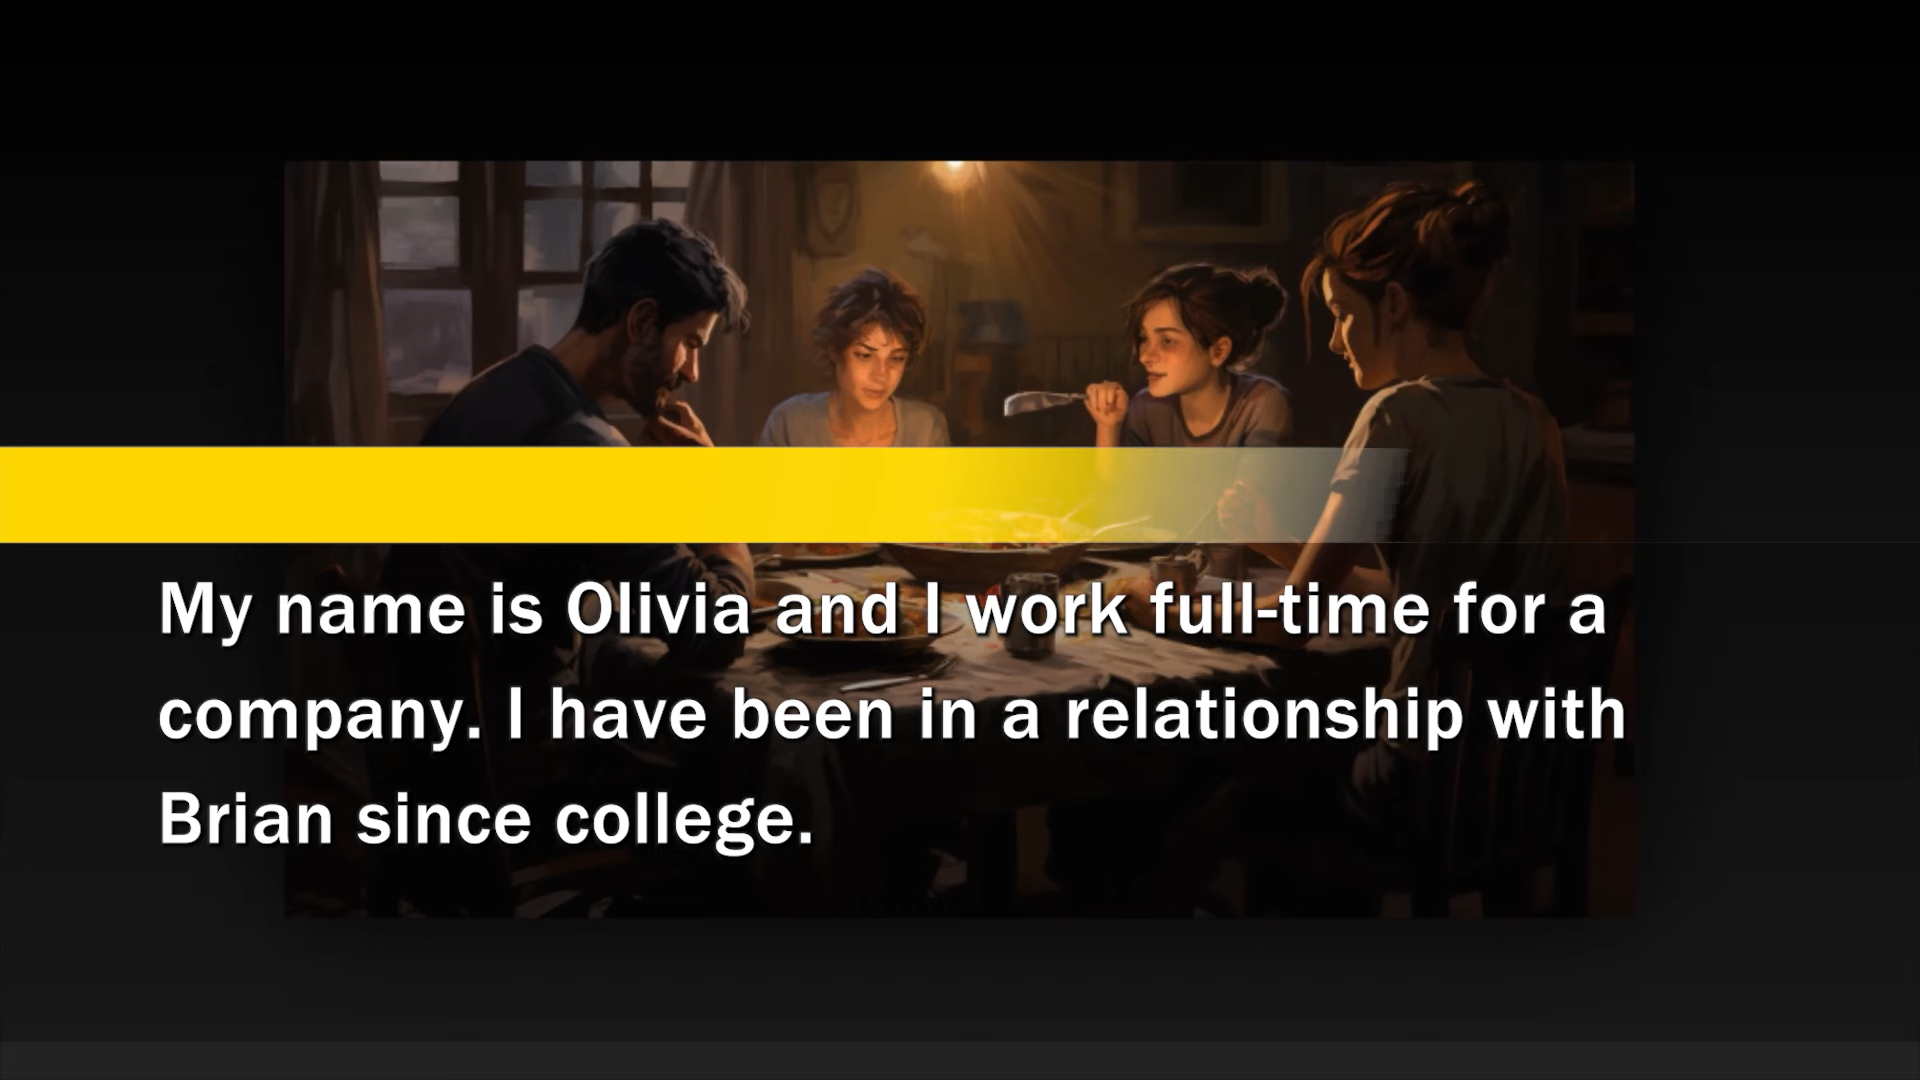 My name is Olivia and I work full-time for a
company. I have been in a relationship with
Brian since college.